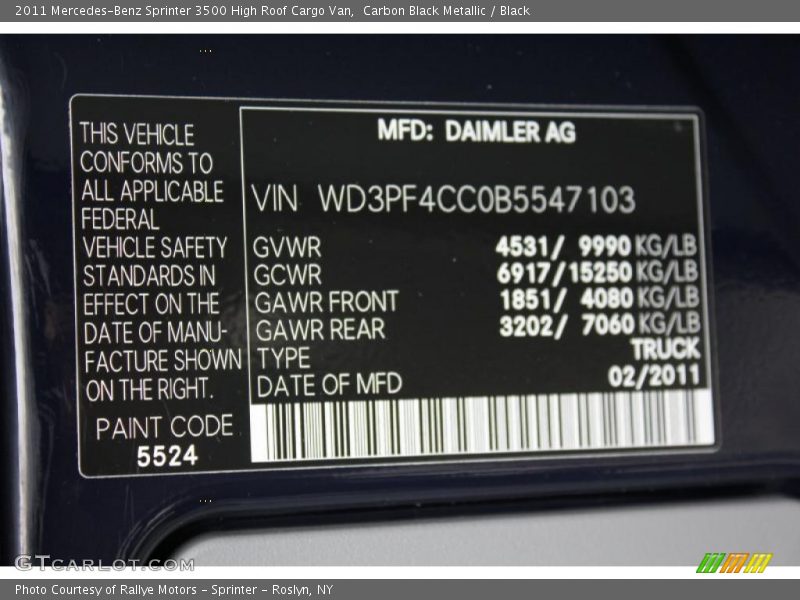 2011 Mercedes-Benz Sprinter 3500 High Roof Cargo Van,  Carbon Black Metallic / Black
THIS VEHICLE
CONFORMS TO
ALL APPLICABLE
FEDERAL
VEHICLE SAFETY
STANDARDS IN
EFFECT ON THE
DATE OF MANU-
FACTURE SHOWN
ON THE RIGHT.
PAINT CODE
5524
MFD: DAIMLER AG
VIN WD3PF4CC0B5547103
GVWR 4531/ 9990 KG/LB
GCWR 6917/15250 KG/LB
GAWR FRONT 1851/ 4080 KG/LB
GAWR REAR 3202/ 7060 KG/LB
TYPE TRUCK
DATE OF MFD 02/2011
GTCARLOT.COM
Photo Courtesy of Rallye Motors - Sprinter - Roslyn, NY